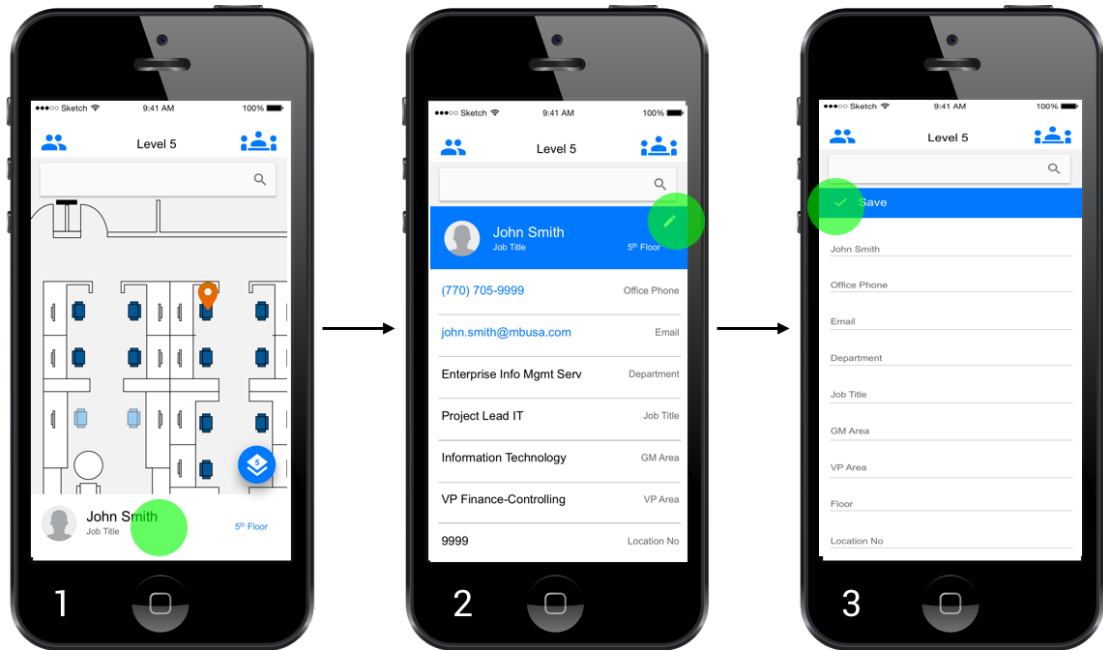 Sketch 9:41 AM 100%
Level 5
5
John Smith
Job Title
5th Floor
1
Sketch 9:41 AM 100%
Level 5
John Smith
Job Title
5th Floor
(770) 705-9999 Office Phone
john.smith@mbusa.com Email
Enterprise Info Mgmt Serv Department
Project Lead IT Job Title
Information Technology GM Area
VP Finance-Controlling VP Area
9999 Location No
2
Sketch 9:41 AM 100%
Level 5
Save
John Smith
Office Phone
Email
Department
Job Title
GM Area
VP Area
Floor
Location No
3